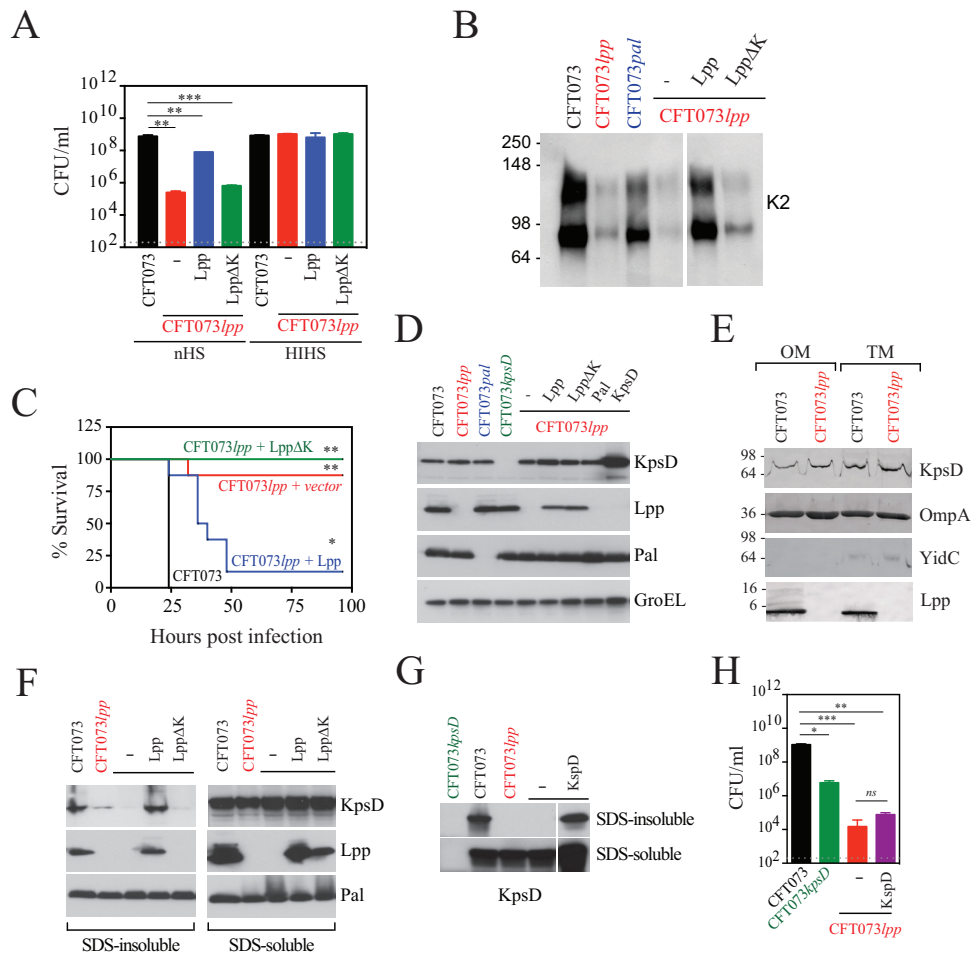 A
CFU/ml
10^12
10^10
10^8
10^6
10^4
10^2
***
**
**
CFT073
–
Lpp
LppΔK
CFT073
–
Lpp
LppΔK
CFT073lpp
CFT073lpp
nHS
HIHS
B
CFT073
CFT073lpp
CFT073pal
-
Lpp
LppΔK
CFT073lpp
250
148
98
64
K2
C
% Survival
125
100
75
50
25
0
CFT073lpp + LppΔK
**
**
CFT073lpp + vector
*
CFT073lpp + Lpp
CFT073
0
25
50
75
100
Hours post infection
D
CFT073
CFT073lpp
CFT073pal
CFT073kpsD
-
Lpp
LppΔK
Pal
KpsD
CFT073lpp
KpsD
Lpp
Pal
GroEL
E
OM
TM
CFT073
CFT073lpp
CFT073
CFT073lpp
98
64
KpsD
36
OmpA
98
64
YidC
16
6
Lpp
F
CFT073
CFT073lpp
–
Lpp
LppΔK
CFT073
CFT073lpp
–
Lpp
LppΔK
KpsD
Lpp
Pal
SDS-insoluble
SDS-soluble
G
CFT073kpsD
CFT073
CFT073lpp
–
KspD
SDS-insoluble
SDS-soluble
KpsD
H
CFU/ml
10^12
10^10
10^8
10^6
10^4
10^2
**
***
*
ns
CFT073
CFT073kpsD
–
KspD
CFT073lpp